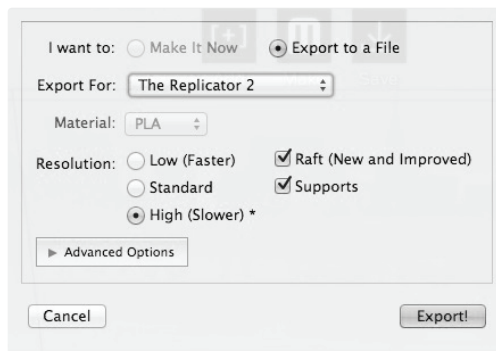 I want to: Make It Now Export to a File
Export For: The Replicator 2
Material: PLA
Resolution: Low (Faster) Raft (New and Improved)
Standard Supports
High (Slower) *
Advanced Options
Cancel Export!